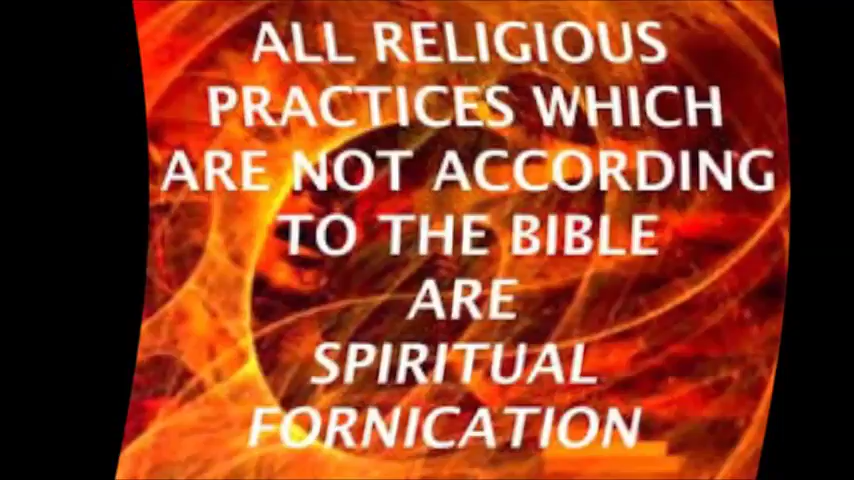 ALL RELIGIOUS
PRACTICES WHICH
ARE NOT ACCORDING
TO THE BIBLE
ARE
SPIRITUAL
FORNICATION